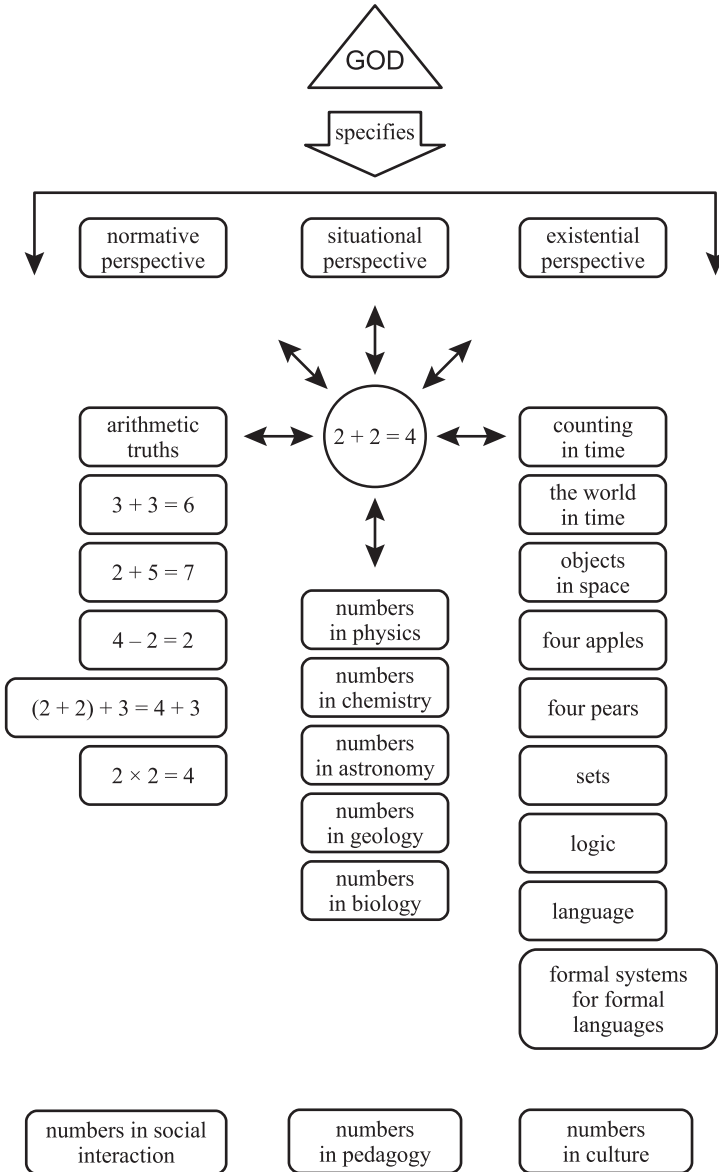 GOD
specifies
normative
perspective
situational
perspective
existential
perspective
2 + 2 = 4
arithmetic
truths
3 + 3 = 6
2 + 5 = 7
4 – 2 = 2
(2 + 2) + 3 = 4 + 3
2 × 2 = 4
numbers
in physics
numbers
in chemistry
numbers
in astronomy
numbers
in geology
numbers
in biology
counting
in time
the world
in time
objects
in space
four apples
four pears
sets
logic
language
formal systems
for formal
languages
numbers in social
interaction
numbers
in pedagogy
numbers
in culture